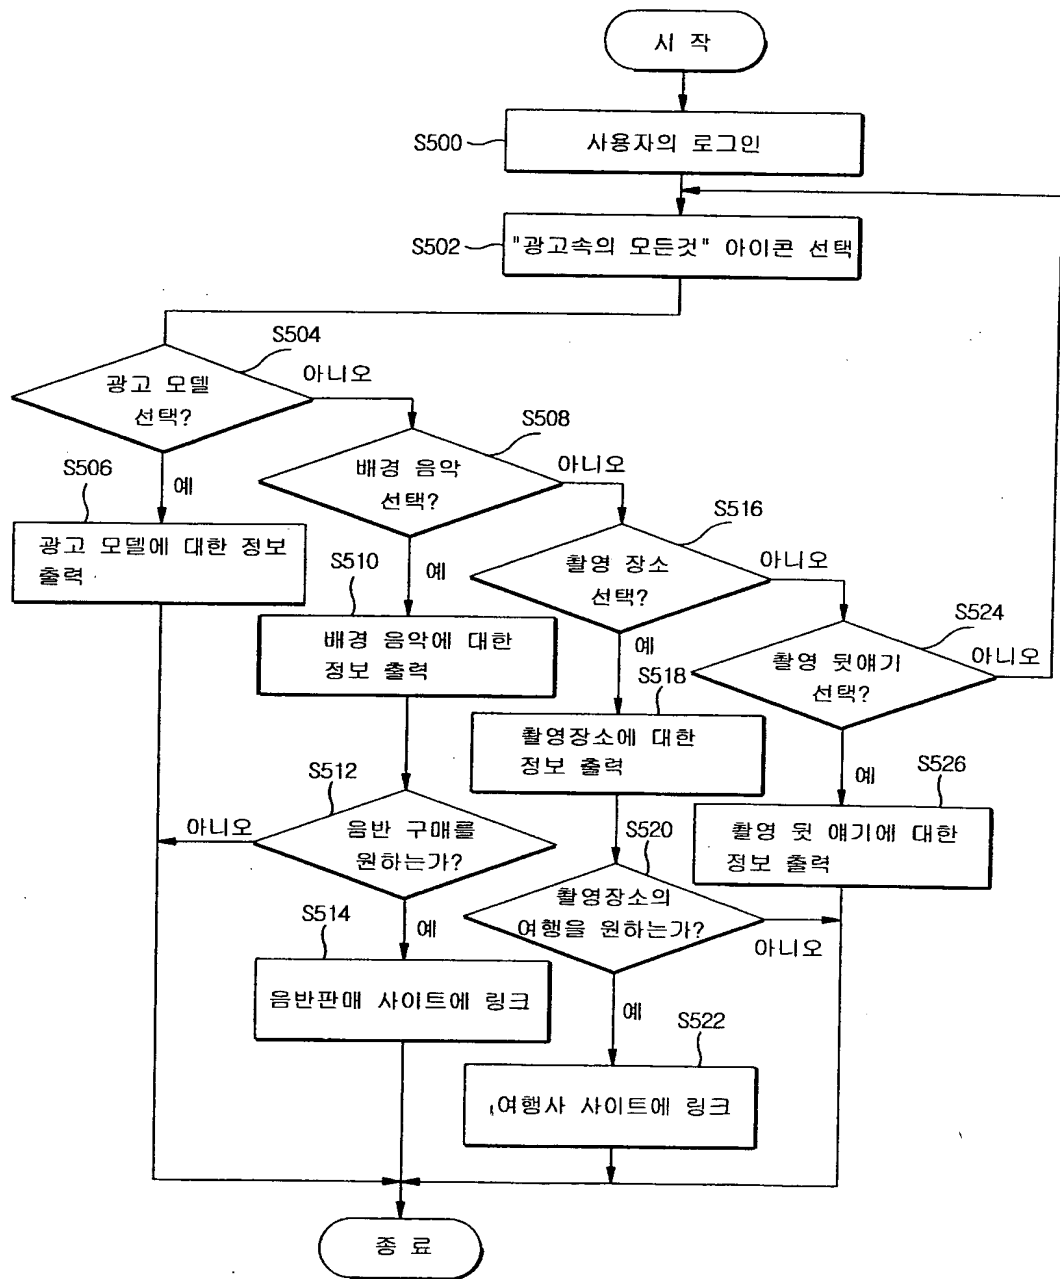 시 작
S500
사용자의 로그인
S502
"광고속의 모든것" 아이콘 선택
S504
광고 모델
선택?
아니오
S506
예
광고 모델에 대한 정보
출력
S508
배경 음악
선택?
아니오
S510
예
배경 음악에 대한
정보 출력
S512
음반 구매를
원하는가?
아니오
S514
예
음반판매 사이트에 링크
S516
촬영 장소
선택?
아니오
예
S518
촬영장소에 대한
정보 출력
S520
촬영장소의
여행을 원하는가?
아니오
예
S522
여행사 사이트에 링크
S524
촬영 뒷얘기
선택?
아니오
예
S526
촬영 뒷 얘기에 대한
정보 출력
종 료